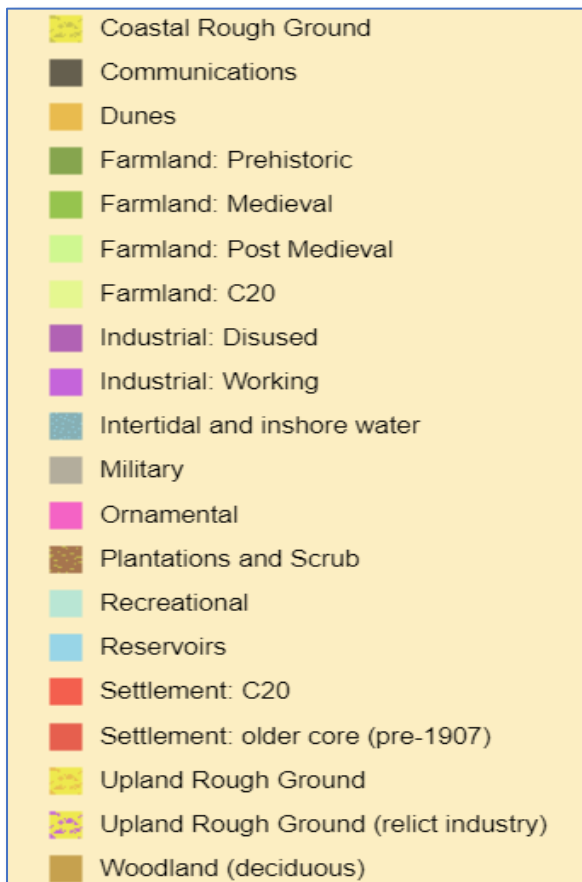 Coastal Rough Ground
Communications
Dunes
Farmland: Prehistoric
Farmland: Medieval
Farmland: Post Medieval
Farmland: C20
Industrial: Disused
Industrial: Working
Intertidal and inshore water
Military
Ornamental
Plantations and Scrub
Recreational
Reservoirs
Settlement: C20
Settlement: older core (pre-1907)
Upland Rough Ground
Upland Rough Ground (relict industry)
Woodland (deciduous)